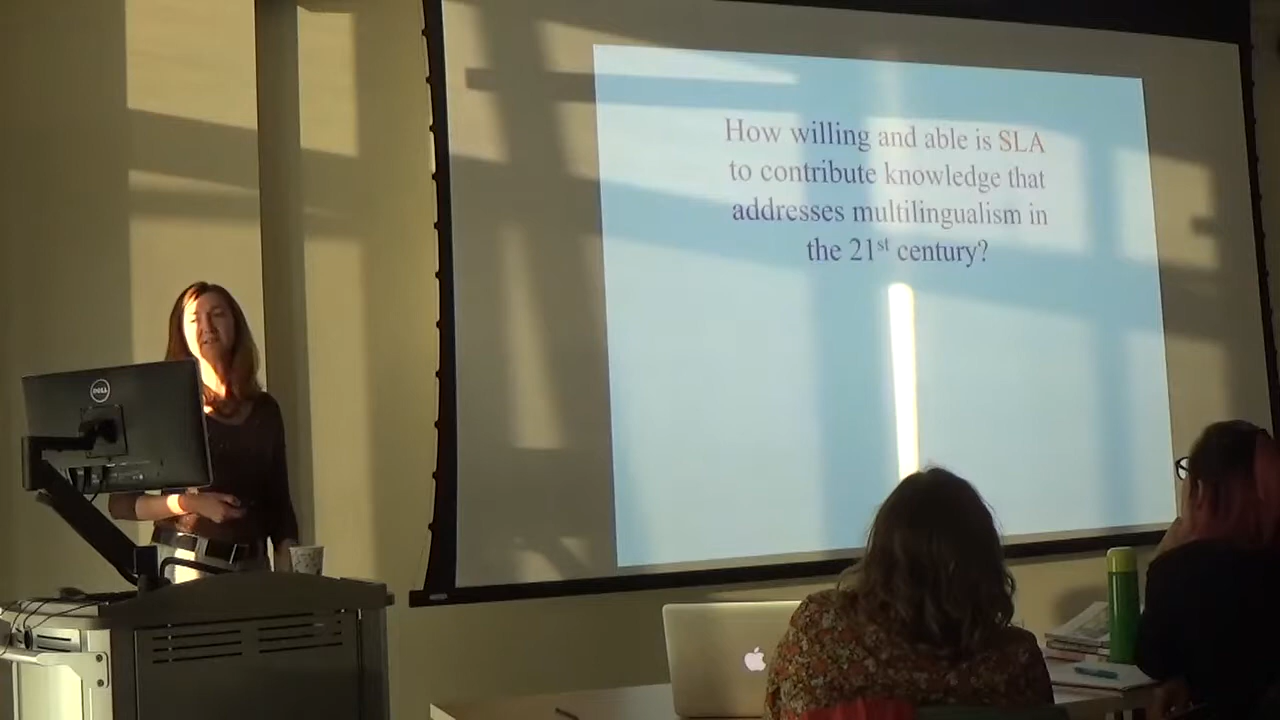 How willing and able is SLA
to contribute knowledge that
addresses multilingualism in
the 21st century?
DELL